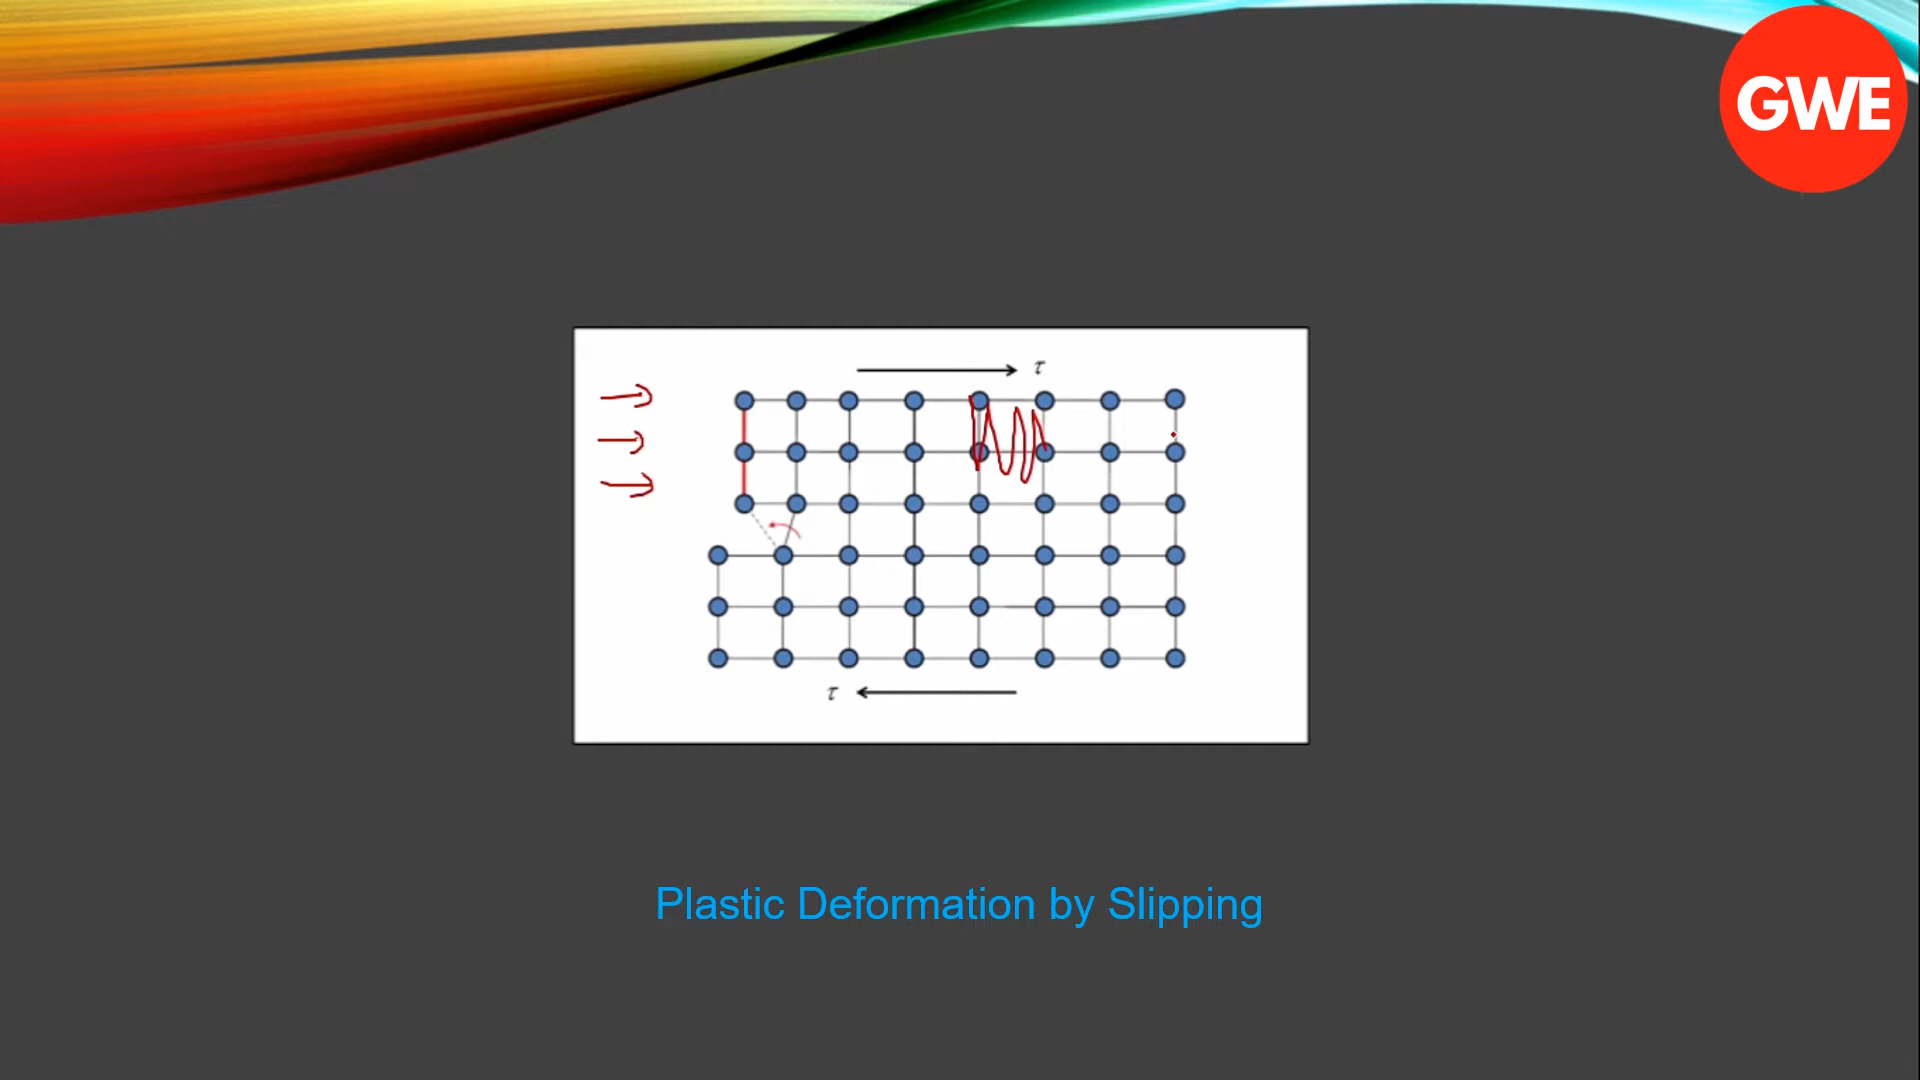 GWE
τ
τ
Plastic Deformation by Slipping